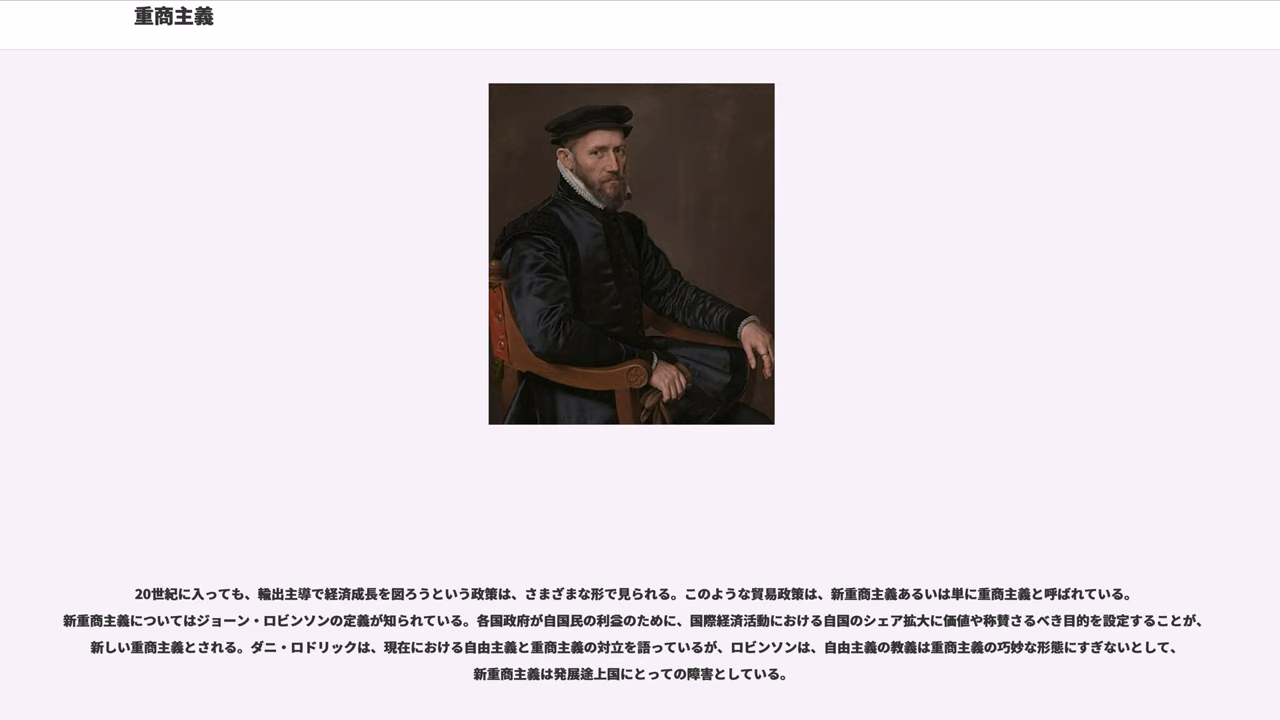 重商主義
20世紀に入っても、輸出主導で経済成長を図ろうという政策は、さまざまな形で見られる。このような貿易政策は、新重商主義あるいは単に重商主義と呼ばれている。
新重商主義についてはジョーン・ロビンソンの定義が知られている。各国政府が自国民の利益のために、国際経済活動における自国のシェア拡大に価値や称賛さるべき目的を設定することが、
新しい重商主義とされる。ダニ・ロドリックは、現在における自由主義と重商主義の対立を語っているが、ロビンソンは、自由主義の教義は重商主義の巧妙な形態にすぎないとして、
新重商主義は発展途上国にとっての障害としている。